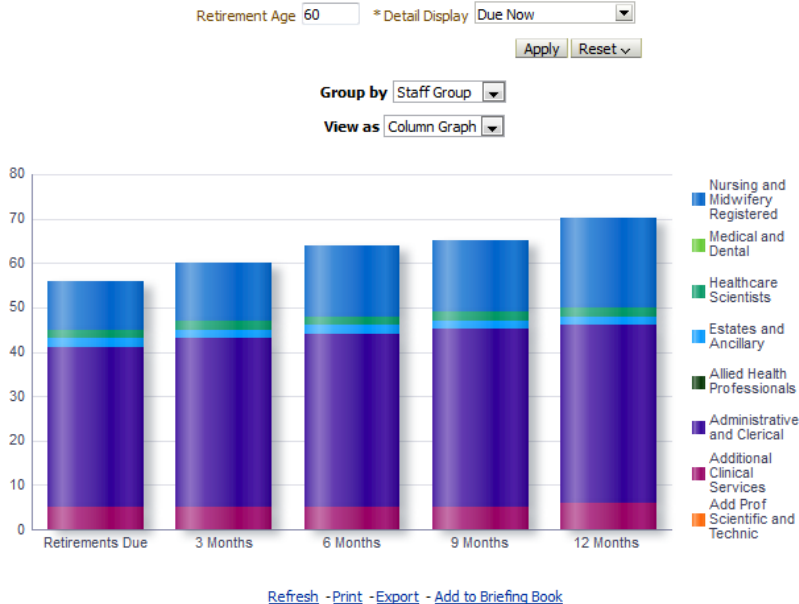 Retirement Age 60 * Detail Display Due Now
Apply Reset
Group by Staff Group
View as Column Graph
80
70
60
50
40
30
20
10
0
Retirements Due 3 Months 6 Months 9 Months 12 Months
Nursing and
Midwifery
Registered
Medical and
Dental
Healthcare
Scientists
Estates and
Ancillary
Allied Health
Professionals
Administrative
and Clerical
Additional
Clinical
Services
Add Prof
Scientific and
Technic
Refresh - Print - Export - Add to Briefing Book